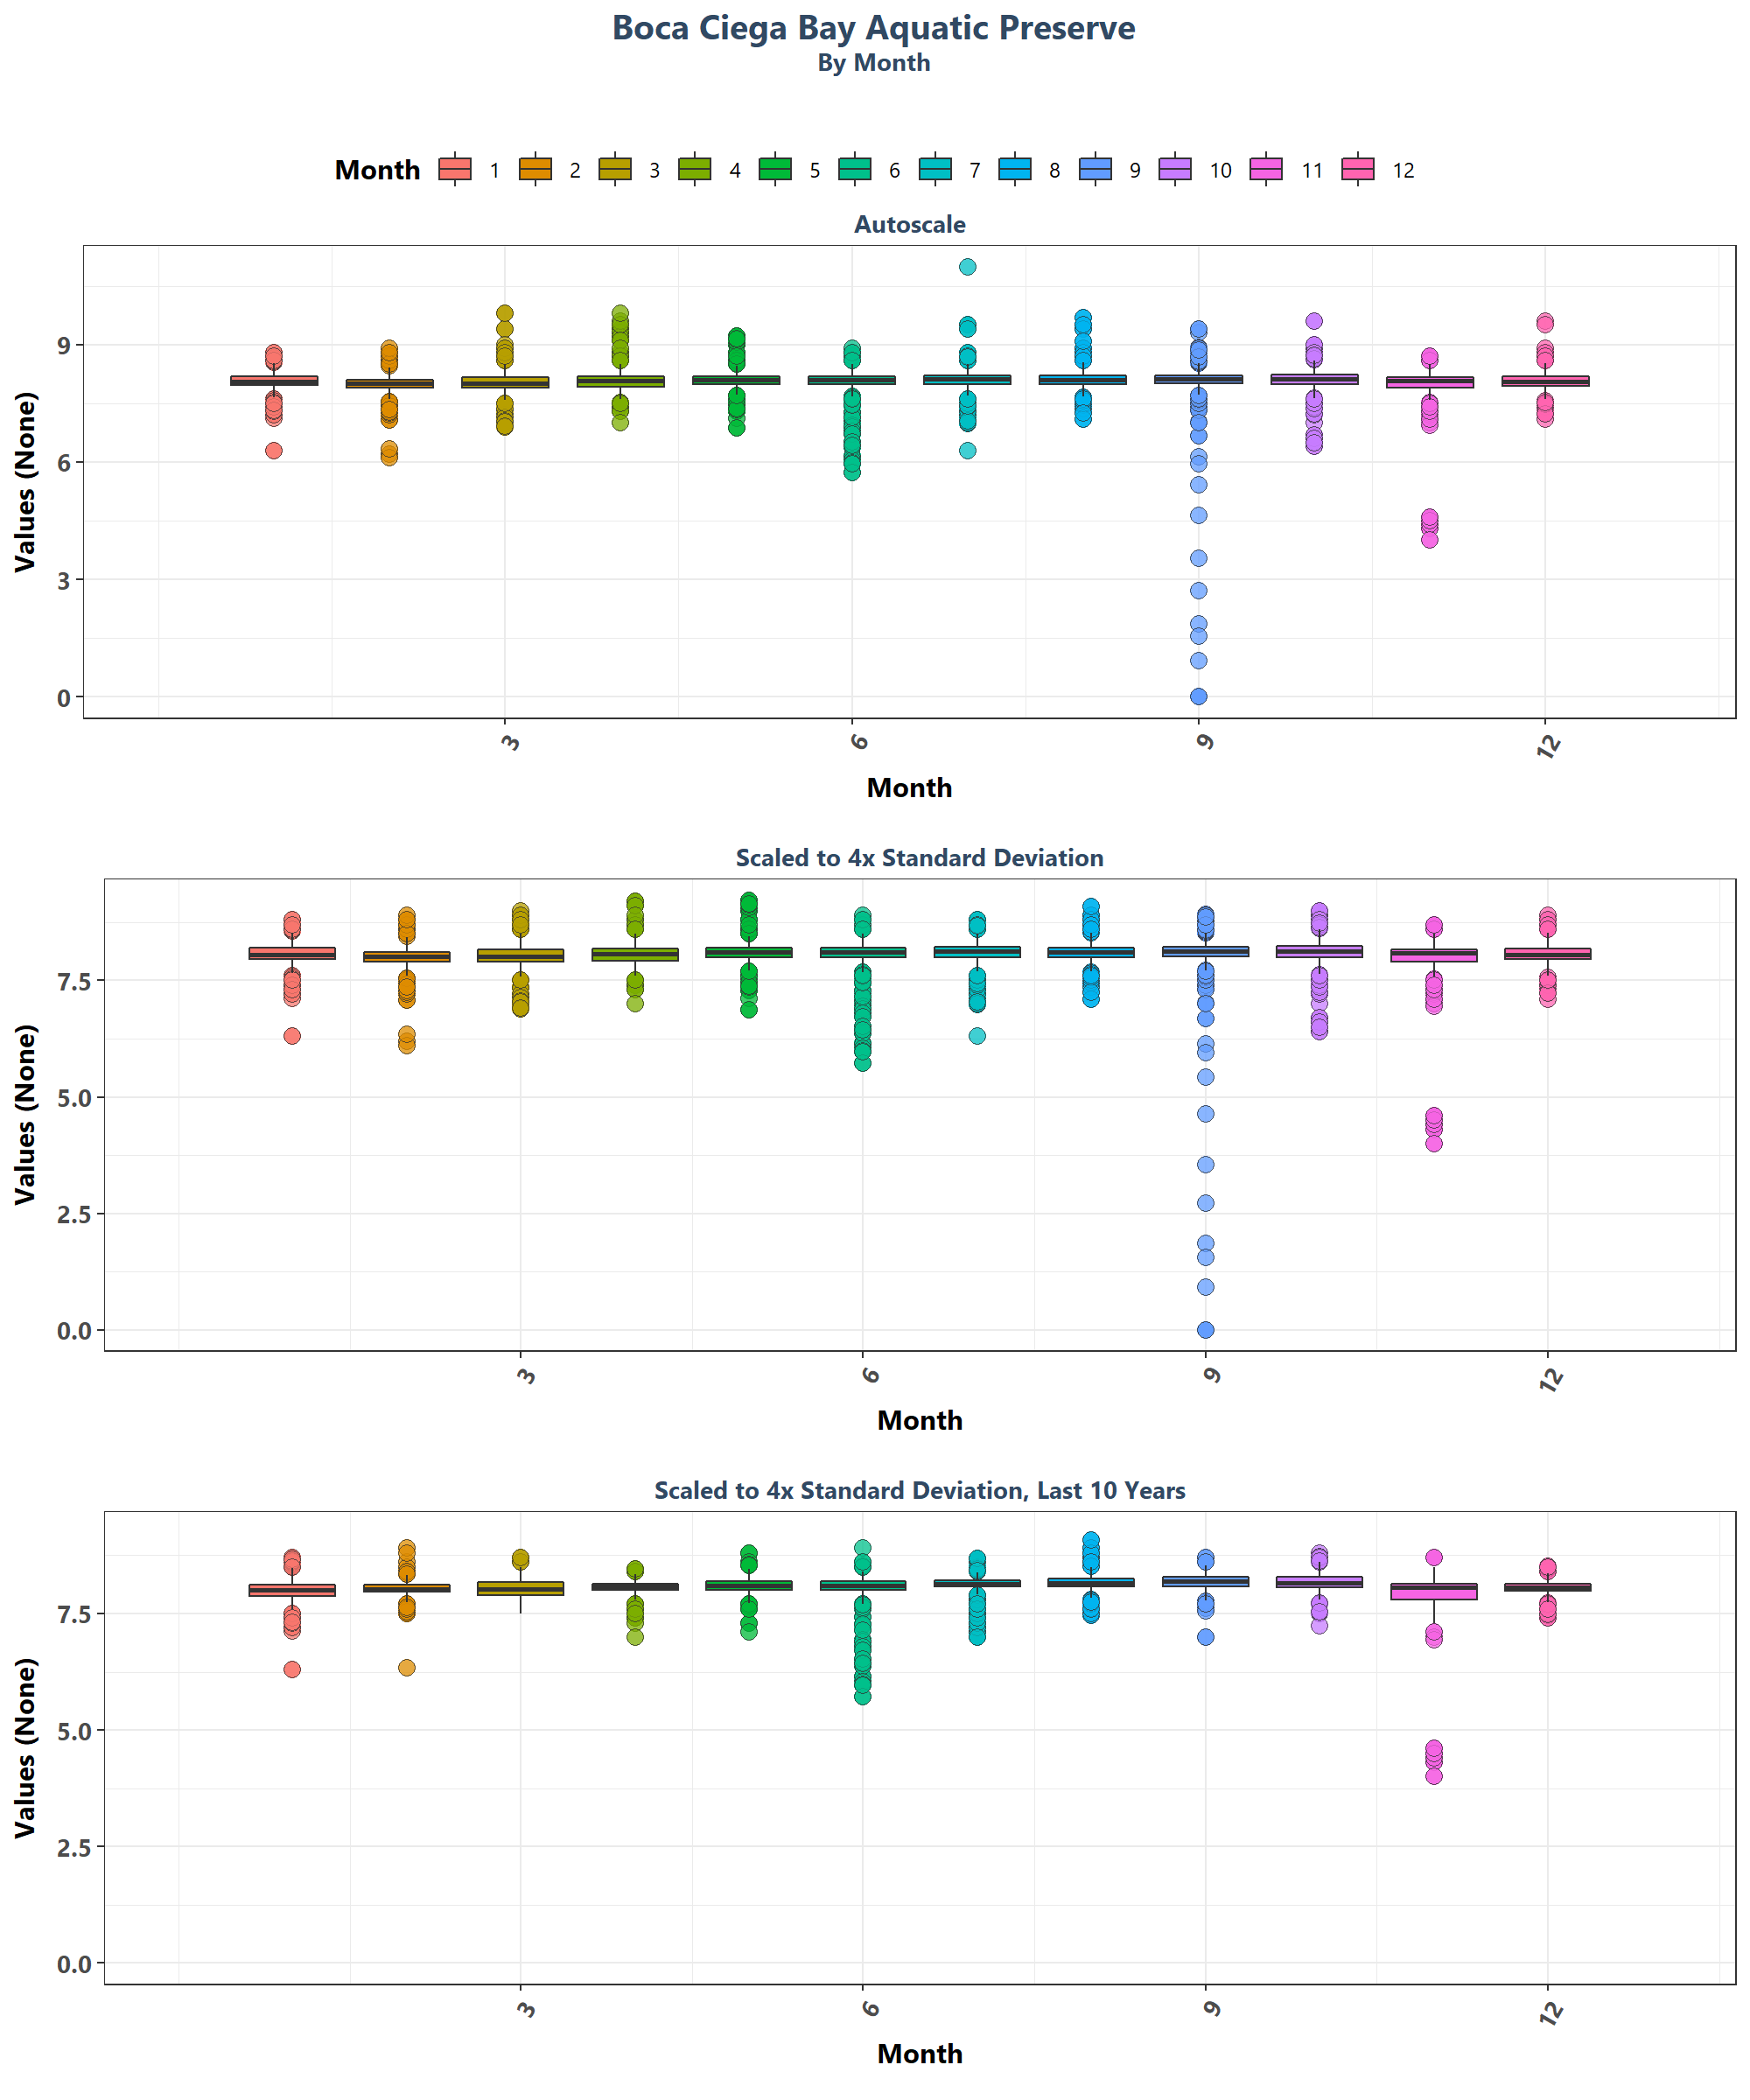 Boca Ciega Bay Aquatic Preserve
By Month
Month 1 2 3 4 5 6 7 8 9 10 11 12
Autoscale
Values (None)
9
6
3
0
3 6 9 12
Month
Scaled to 4x Standard Deviation
Values (None)
7.5
5.0
2.5
0.0
3 6 9 12
Month
Scaled to 4x Standard Deviation, Last 10 Years
Values (None)
7.5
5.0
2.5
0.0
3 6 9 12
Month